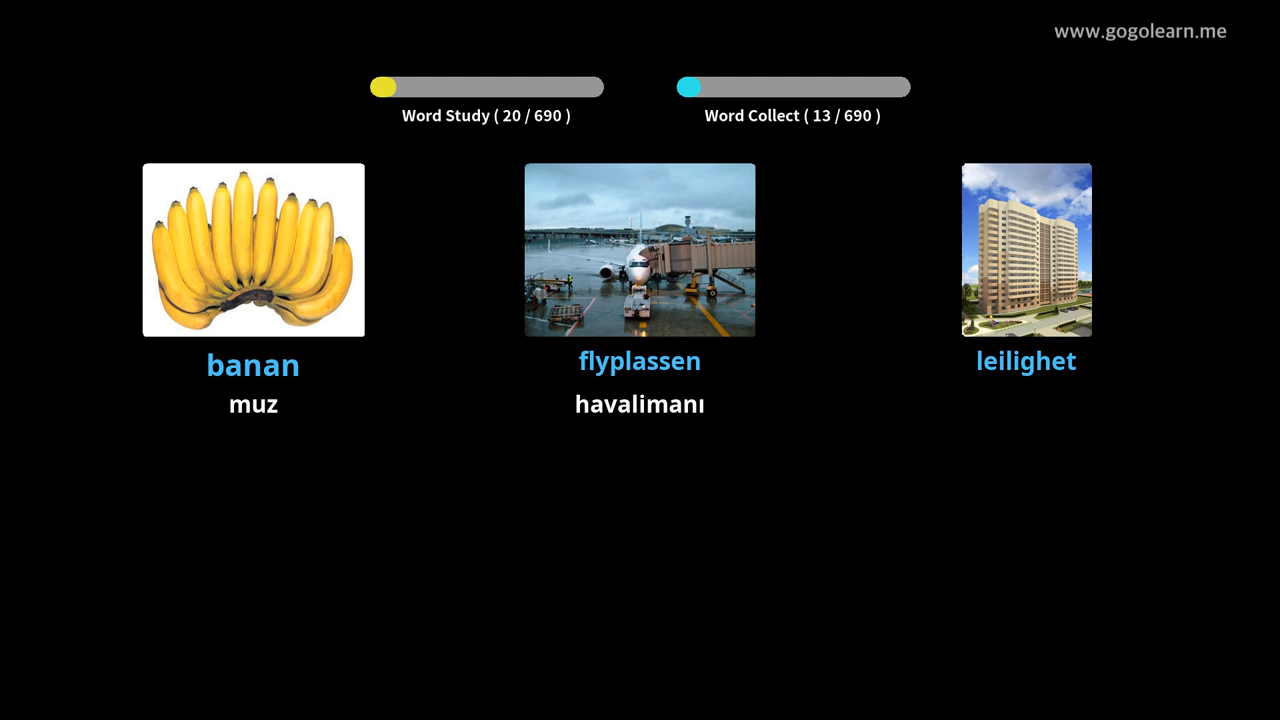 www.gogolearn.me
Word Study ( 20 / 690 )
Word Collect ( 13 / 690 )
banan
flyplassen
leilighet
muz
havalimanı